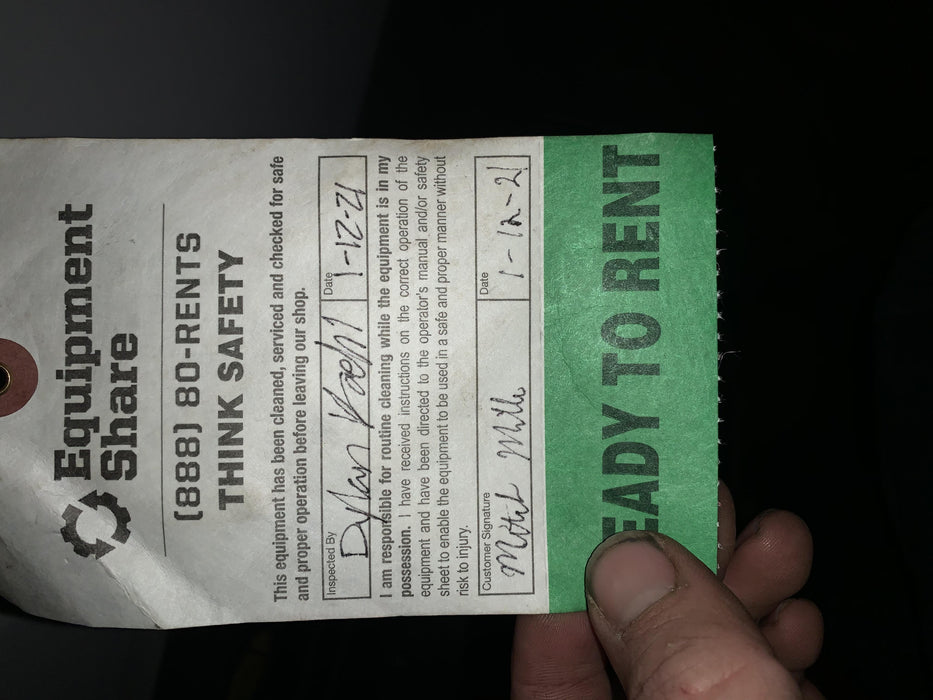 Equipment
Share
(888) 80-RENTS
THINK SAFETY
This equipment has been cleaned, serviced and checked for safe
and proper operation before leaving our shop.
Inspected By
Dylan
Date
1-12-21
I am responsible for routine cleaning while the equipment is in my
possession. I have received instructions on the correct operation of the
equipment and have been directed to the operator's manual and/or safety
sheet to enable the equipment to be used in a safe and proper manner without
risk to injury.
Customer Signature
Date
1-12-21
EADY TO RENT